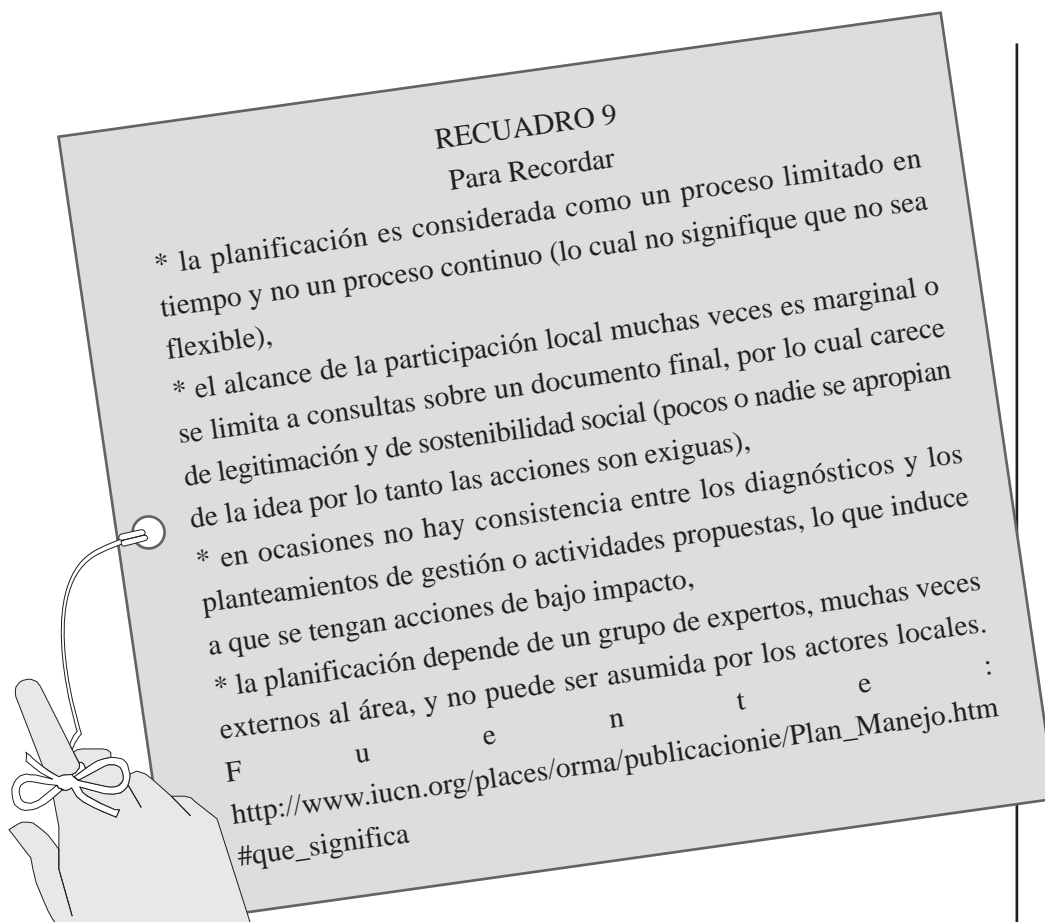 RECUADRO 9
Para Recordar
* la planificación es considerada como un proceso limitado en
tiempo y no un proceso continuo (lo cual no signifique que no sea
flexible),
* el alcance de la participación local muchas veces es marginal o
se limita a consultas sobre un documento final, por lo cual carece
de legitimación y de sostenibilidad social (pocos o nadie se apropian
de la idea por lo tanto las acciones son exiguas),
* en ocasiones no hay consistencia entre los diagnósticos y los
planteamientos de gestión o actividades propuestas, lo que induce
a que se tengan acciones de bajo impacto,
* la planificación depende de un grupo de expertos, muchas veces
externos al área, y no puede ser asumida por los actores locales.
F u e n t e :
http://www.iucn.org/places/orma/publicacionie/Plan_Manejo.htm
#que_significa